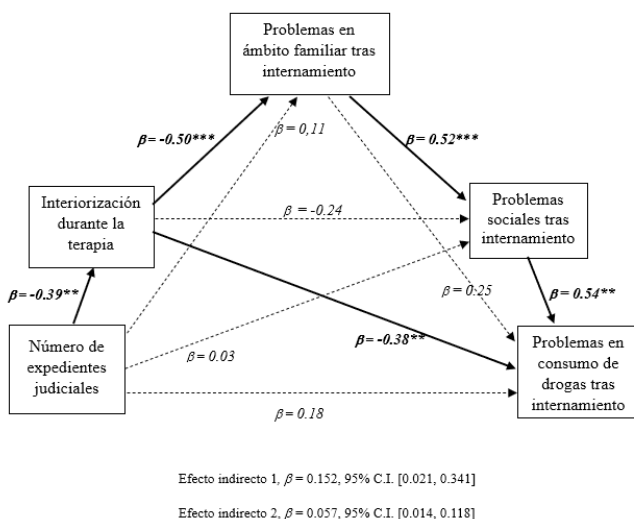 Problemas en
ámbito familiar tras
internamiento
β= -0.50***
β = 0,11
β= 0.52***
Interiorización
durante la
terapia
β = -0.24
Problemas
sociales tras
internamiento
β= -0.39**
β = 0.25
β= 0.54**
Número de
expedientes
judiciales
β = 0.03
β= -0.38**
Problemas en
consumo de
drogas tras
internamiento
β = 0.18
Efecto indirecto 1, β = 0.152, 95% C.I. [0.021, 0.341]
Efecto indirecto 2, β = 0.057, 95% C.I. [0.014, 0.118]